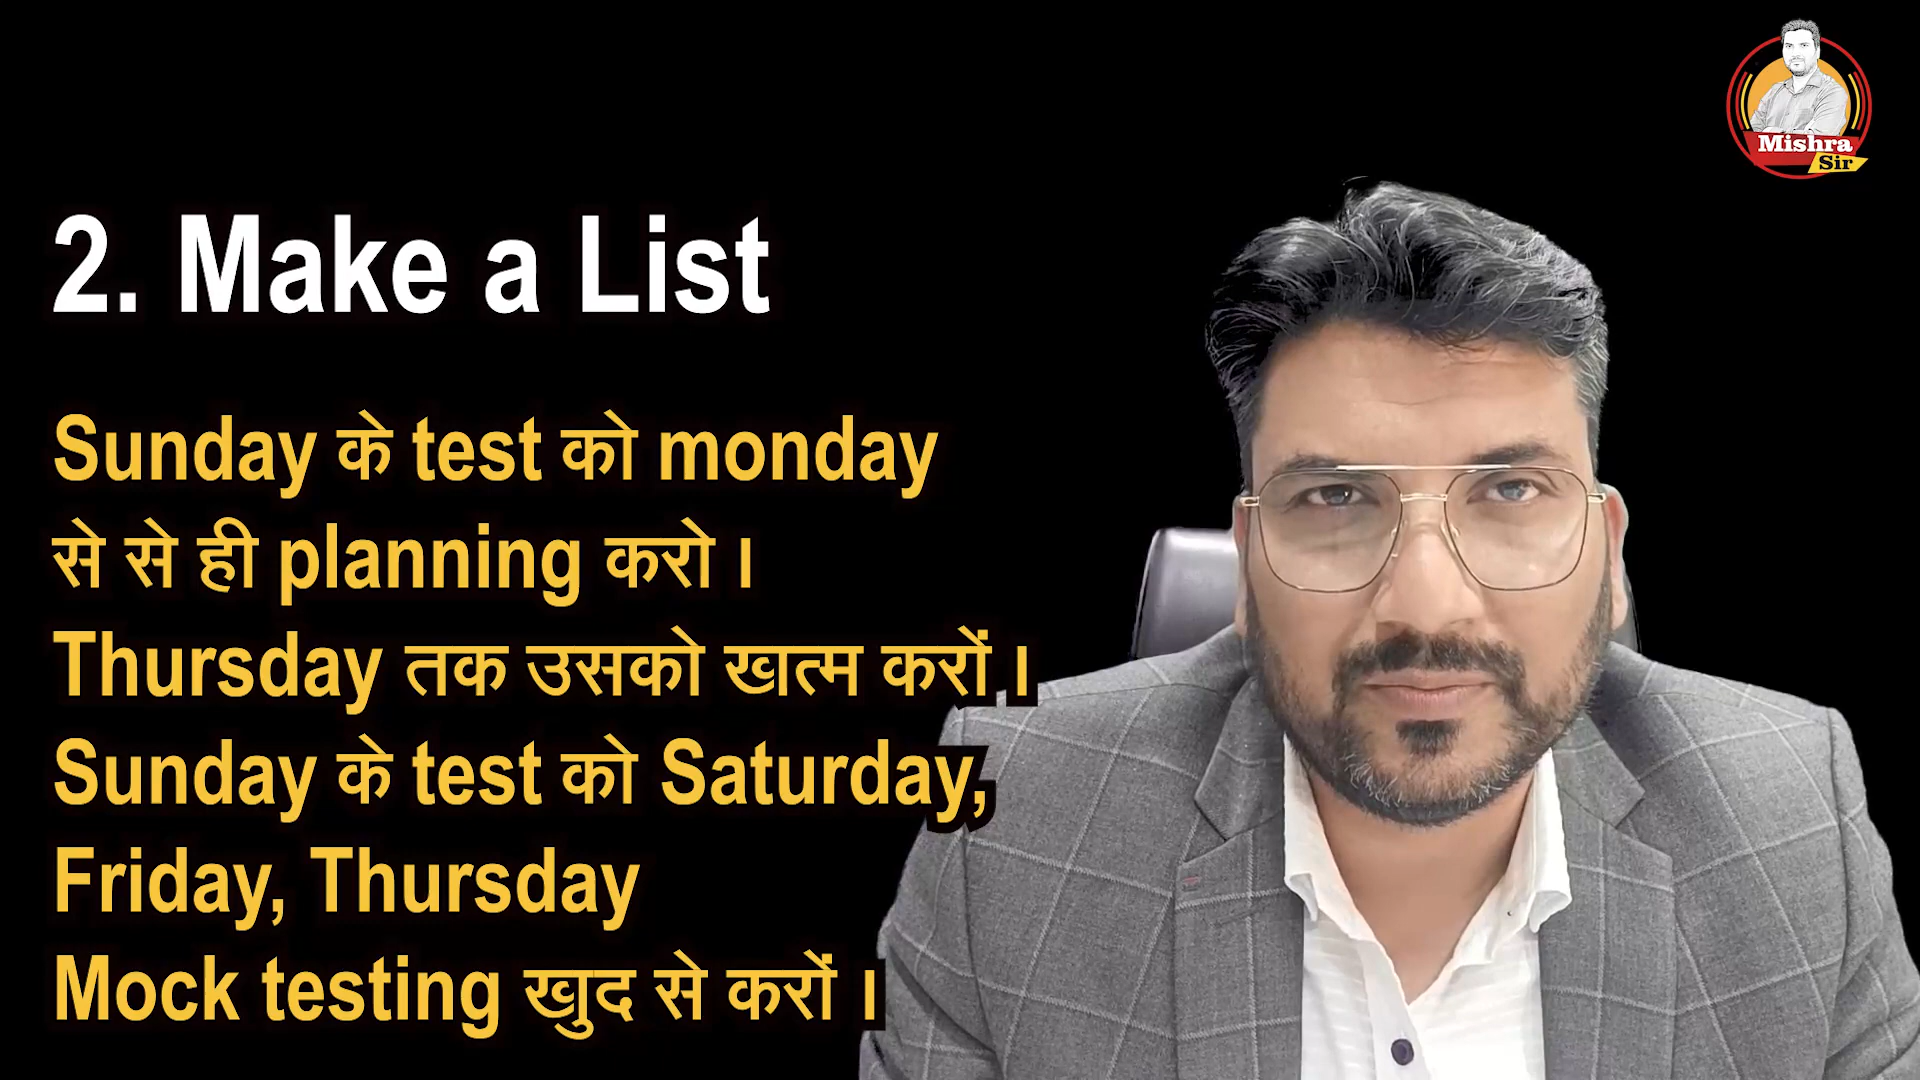 Mishra
Sir
2. Make a List
Sunday के test को monday
से से ही planning करो ।
Thursday तक उसको खत्म करों ।
Sunday के test को Saturday,
Friday, Thursday
Mock testing खुद से करों ।